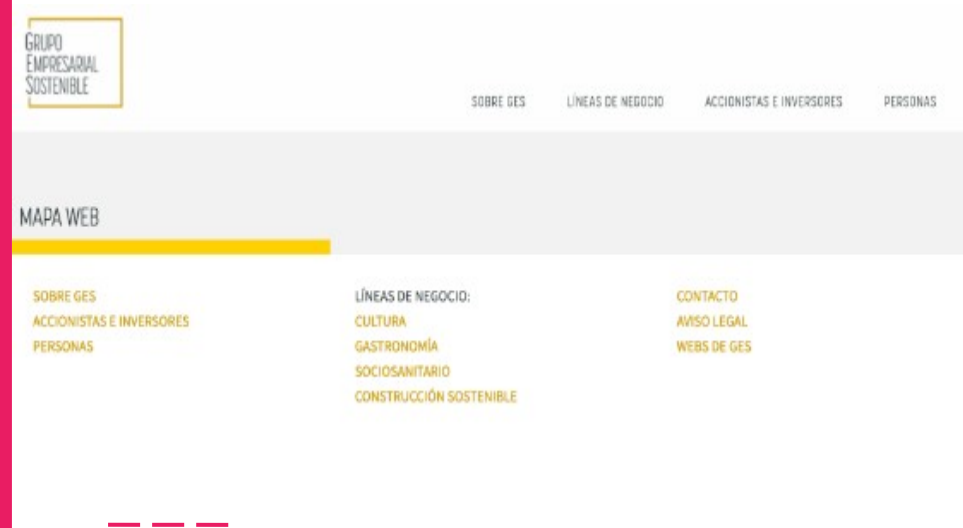 GRUPO
EMPRESARIAL
SOSTENIBLE
SOBRE GES LÍNEAS DE NEGOCIO ACCIONISTAS E INVERSORES PERSONAS
MAPA WEB
SOBRE GES
ACCIONISTAS E INVERSORES
PERSONAS
LÍNEAS DE NEGOCIO:
CULTURA
GASTRONOMÍA
SOCIOSANITARIO
CONSTRUCCIÓN SOSTENIBLE
CONTACTO
AVISO LEGAL
WEBS DE GES